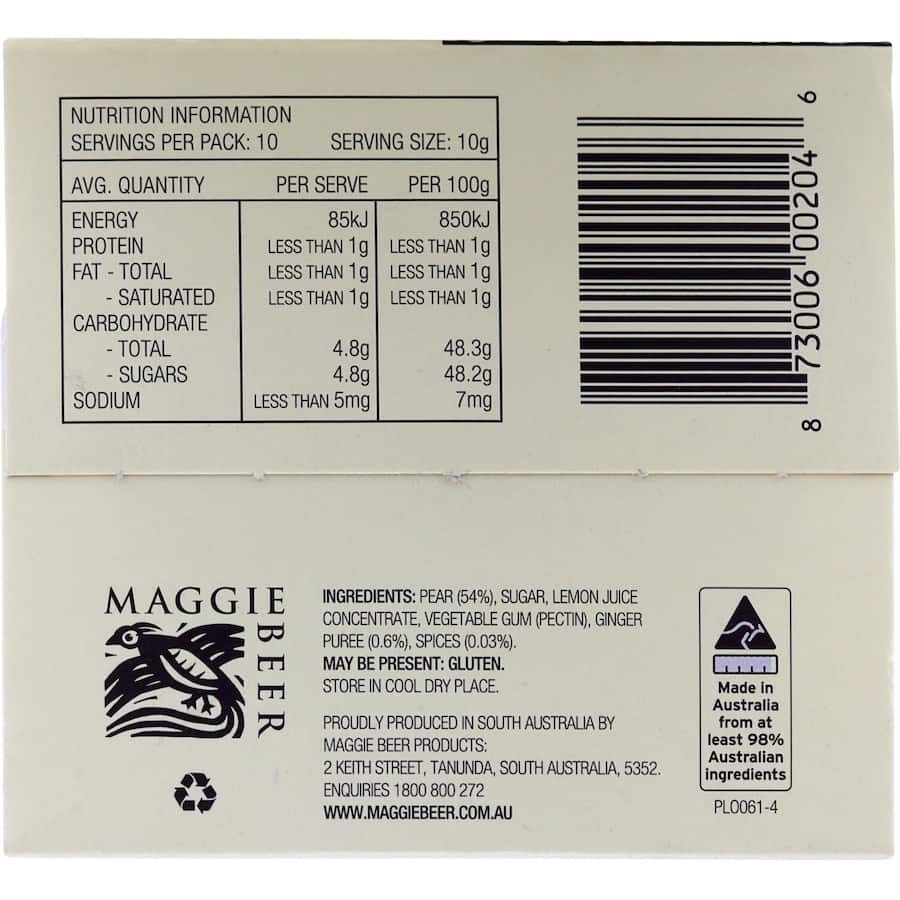 NUTRITION INFORMATION
SERVINGS PER PACK: 10 SERVING SIZE: 10g
AVG. QUANTITY PER SERVE PER 100g
ENERGY 85kJ 850kJ
PROTEIN LESS THAN 1g LESS THAN 1g
FAT - TOTAL LESS THAN 1g LESS THAN 1g
- SATURATED LESS THAN 1g LESS THAN 1g
CARBOHYDRATE
- TOTAL 4.8g 48.3g
- SUGARS 4.8g 48.2g
SODIUM LESS THAN 5mg 7mg
8 73006 00204 6
MAGGIE
BEER
INGREDIENTS: PEAR (54%), SUGAR, LEMON JUICE
CONCENTRATE, VEGETABLE GUM (PECTIN), GINGER
PUREE (0.6%), SPICES (0.03%).
MAY BE PRESENT: GLUTEN.
STORE IN COOL DRY PLACE.
PROUDLY PRODUCED IN SOUTH AUSTRALIA BY
MAGGIE BEER PRODUCTS:
2 KEITH STREET, TANUNDA, SOUTH AUSTRALIA, 5352.
ENQUIRIES 1800 800 272
WWW.MAGGIEBEER.COM.AU
Made in
Australia
from at
least 98%
Australian
ingredients
PLO061-4